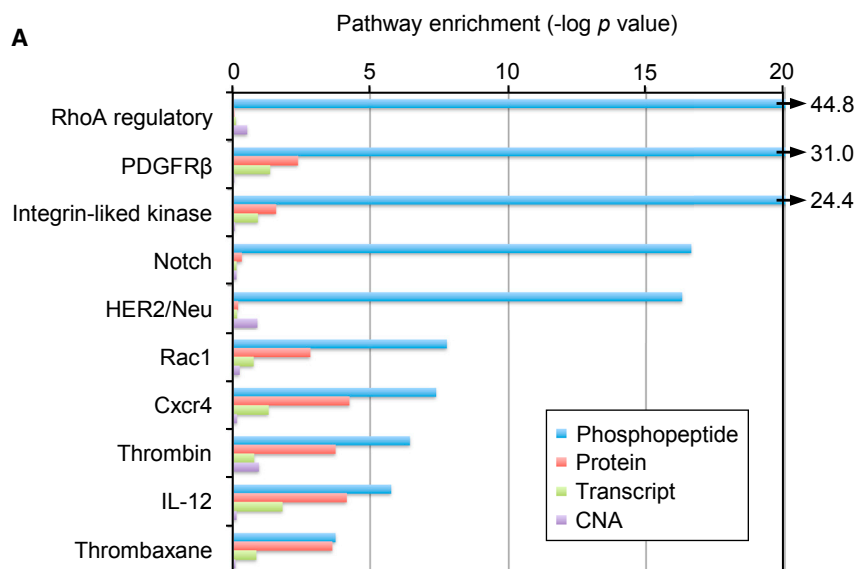 A
Pathway enrichment (-log p value)
0 5 10 15 20
RhoA regulatory 44.8
PDGFRβ 31.0
Integrin-liked kinase 24.4
Notch
HER2/Neu
Rac1
Cxcr4
Thrombin
IL-12
Thrombaxane
Phosphopeptide
Protein
Transcript
CNA